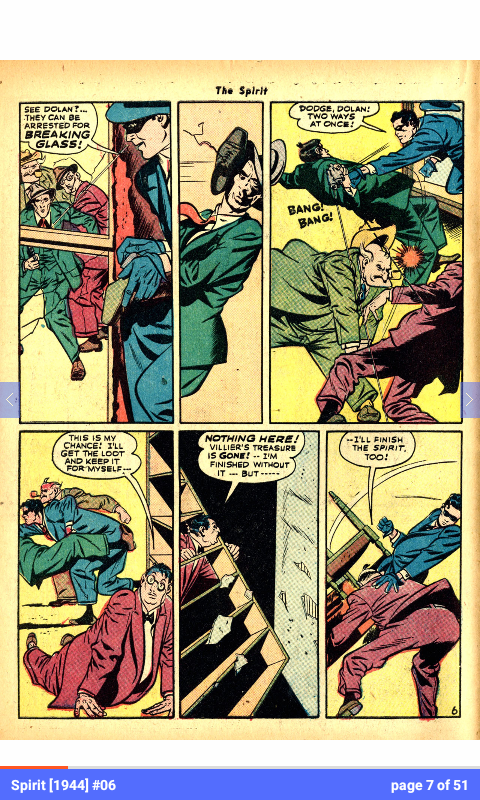 The Spirit
SEE DOLAN?...
THEY CAN BE
ARRESTED FOR
BREAKING
GLASS!
DODGE, DOLAN!
TWO WAYS
AT ONCE!
BANG!
BANG!
THIS IS MY
CHANCE! I'LL
GET THE LOOT
AND KEEP IT
FOR MYSELF---
NOTHING HERE!
VILLIER'S TREASURE
IS GONE! -- I'M
FINISHED WITHOUT
IT --- BUT -----
--I'LL FINISH
THE SPIRIT,
TOO!
6
Spirit [1944] #06
page 7 of 51